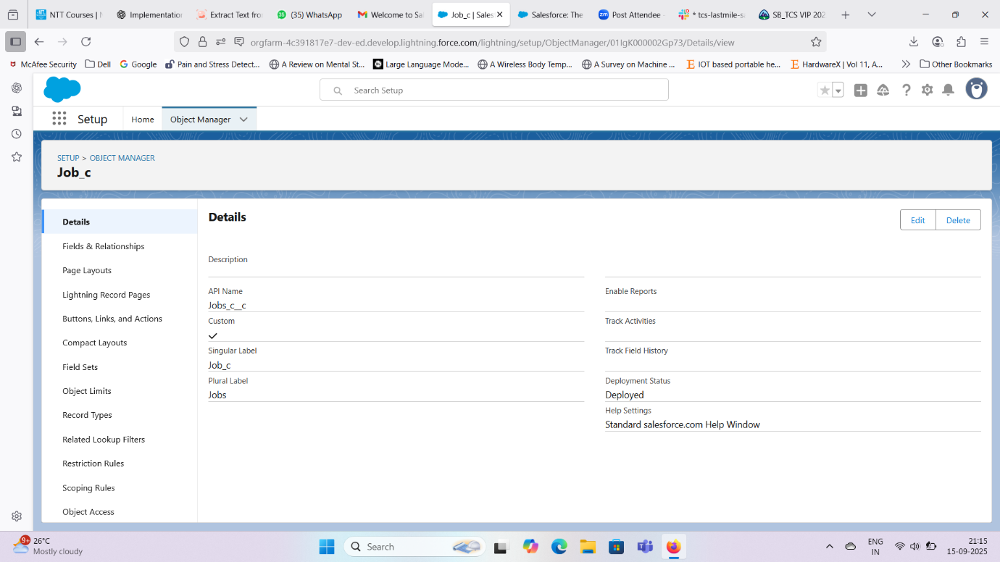 NTT Courses | N
Implementation
Extract Text fro
(35) WhatsApp
Welcome to Sa
Job_c | Sales
Salesforce: The
Post Attendee -
* tcs-lastmile-s
SB_TCS VIP 202
orgfarm-4c391817e7-dev-ed.develop.lightning.force.com/lightning/setup/ObjectManager/01IgK000002Gp73/Details/view
McAfee Security
Dell
Google
Pain and Stress Detect...
A Review on Mental St...
Large Language Mode...
A Wireless Body Temp...
A Survey on Machine ...
IOT based portable he...
HardwareX | Vol 11, A...
Other Bookmarks
Search Setup
Setup
Home
Object Manager
SETUP > OBJECT MANAGER
Job_c
Details
Fields & Relationships
Page Layouts
Lightning Record Pages
Buttons, Links, and Actions
Compact Layouts
Field Sets
Object Limits
Record Types
Related Lookup Filters
Restriction Rules
Scoping Rules
Object Access
Details
Edit
Delete
Description
API Name
Jobs_c__c
Custom
Singular Label
Job_c
Plural Label
Jobs
Enable Reports
Track Activities
Track Field History
Deployment Status
Deployed
Help Settings
Standard salesforce.com Help Window
9+
26°C
Mostly cloudy
Search
ENG
IN
21:15
15-09-2025